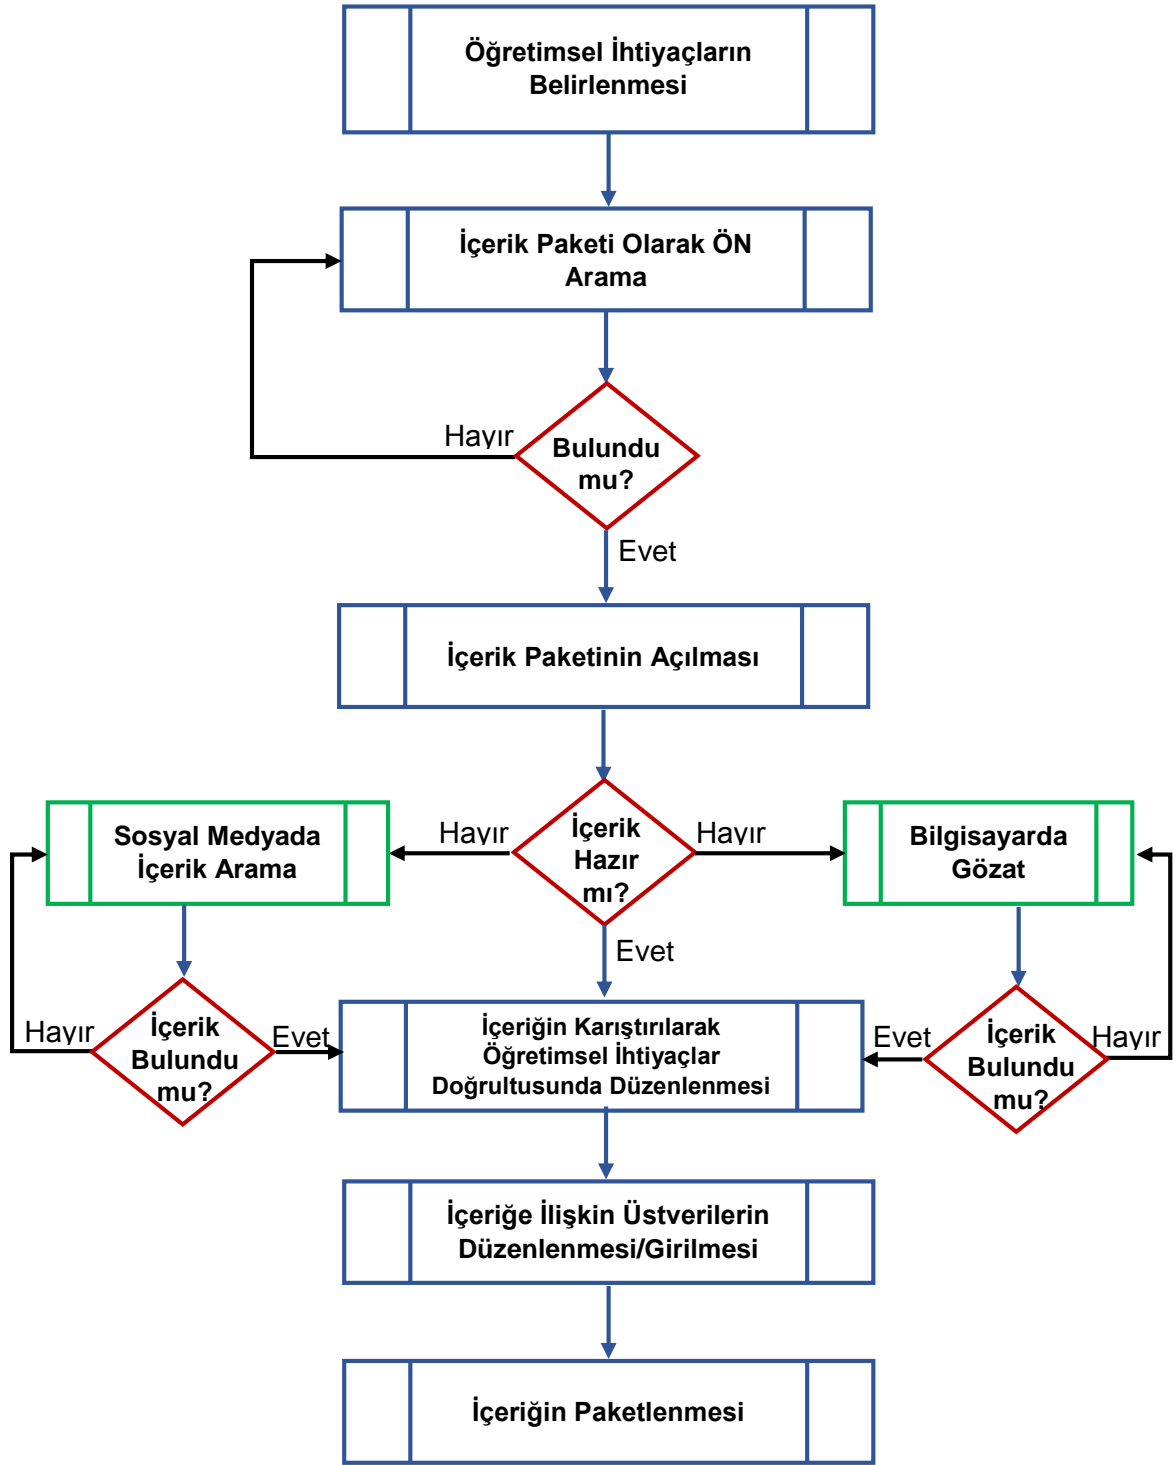 Öğretimsel İhtiyaçların
Belirlenmesi
İçerik Paketi Olarak ÖN
Arama
Hayır
Bulundu
mu?
Evet
İçerik Paketinin Açılması
Sosyal Medyada
İçerik Arama
Hayır
İçerik
Hazır
mı?
Hayır
Bilgisayarda
Gözat
Evet
Hayır
İçerik
Bulundu
mu?
Evet
İçeriğin Karıştırılarak
Öğretimsel İhtiyaçlar
Doğrultusunda Düzenlenmesi
Evet
İçerik
Bulundu
mu?
Hayır
İçeriğe İlişkin Üstverilerin
Düzenlenmesi/Girilmesi
İçeriğin Paketlenmesi